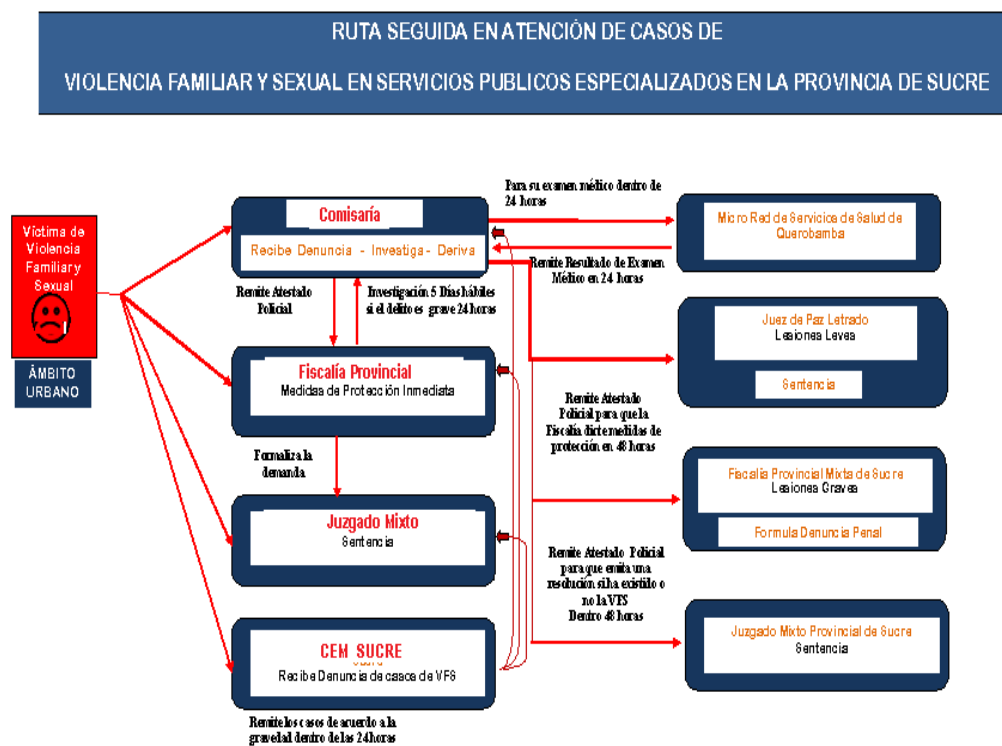 RUTA SEGUIDA EN ATENCIÓN DE CASOS DE
VIOLENCIA FAMILIAR Y SEXUAL EN SERVICIOS PUBLICOS ESPECIALIZADOS EN LA PROVINCIA DE SUCRE
Víctima de
Violencia
Familiar y
Sexual
ÁMBITO
URBANO
Comisaría
Recibe Denuncia - Investiga - Deriva
Remite Atestado
Policial
Investigación 5 Días hábiles
si el delito es grave 24 horas
Fiscalía Provincial
Medidas de Protección Inmediata
Formaliza la
demanda
Juzgado Mixto
Sentencia
CEM SUCRE
Recibe Denuncia de casos de VFS
Remite los casos de acuerdo a la
gravedad dentro de las 24 horas
Para su examen médico dentro de
24 horas
Remite Resultado de Examen
Médico en 24 horas
Micro Red de Servicios de Salud de
Querobamba
Juez de Paz Letrado
Lesiones Leves
Sentencia
Remite Atestado
Policial para que la
Fiscalía dicte medidas de
protección en 48 horas
Fiscalía Provincial Mixta de Sucre
Lesiones Graves
Formula Denuncia Penal
Remite Atestado Policial
para que emita una
resolución si ha existido o
no la VFS
Dentro 48 horas
Juzgado Mixto Provincial de Sucre
Sentencia